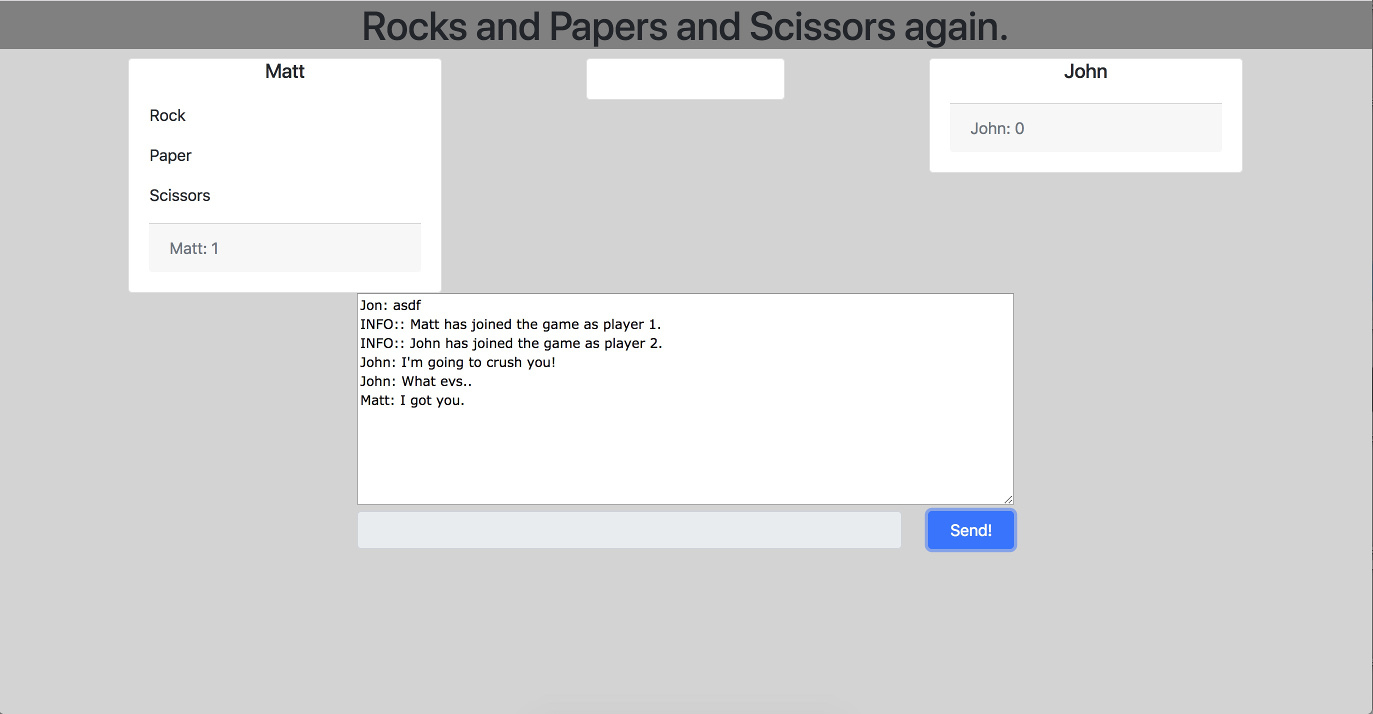 Rocks and Papers and Scissors again.
Matt
Rock
Paper
Scissors
Matt: 1
John
John: 0
Jon: asdf
INFO:: Matt has joined the game as player 1.
INFO:: John has joined the game as player 2.
John: I'm going to crush you!
John: What evs..
Matt: I got you.
Send!